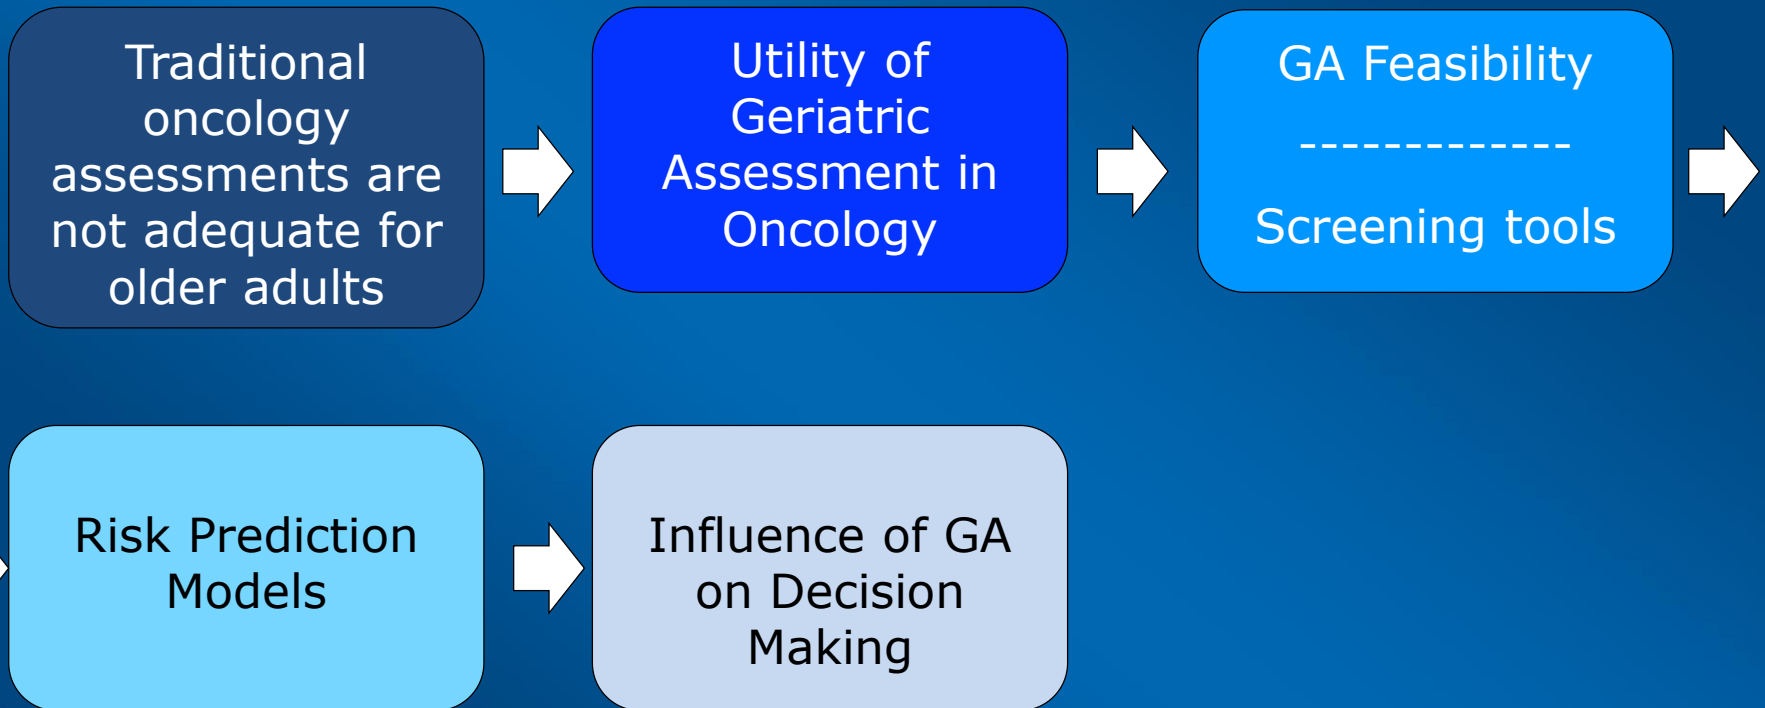 Traditional
oncology
assessments are
not adequate for
older adults
Utility of
Geriatric
Assessment in
Oncology
GA Feasibility
-------------
Screening tools
Risk Prediction
Models
Influence of GA
on Decision
Making